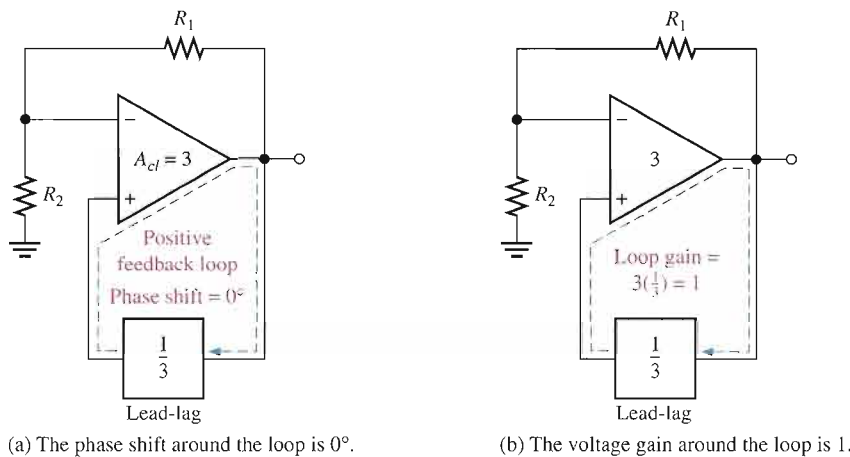 R1
R1
−
−
Acl = 3
3
R2
R2
+
+
Positive
feedback loop
Phase shift = 0°
Loop gain =
3(1/3) = 1
1
3
1
3
Lead-lag
Lead-lag
(a) The phase shift around the loop is 0°.
(b) The voltage gain around the loop is 1.